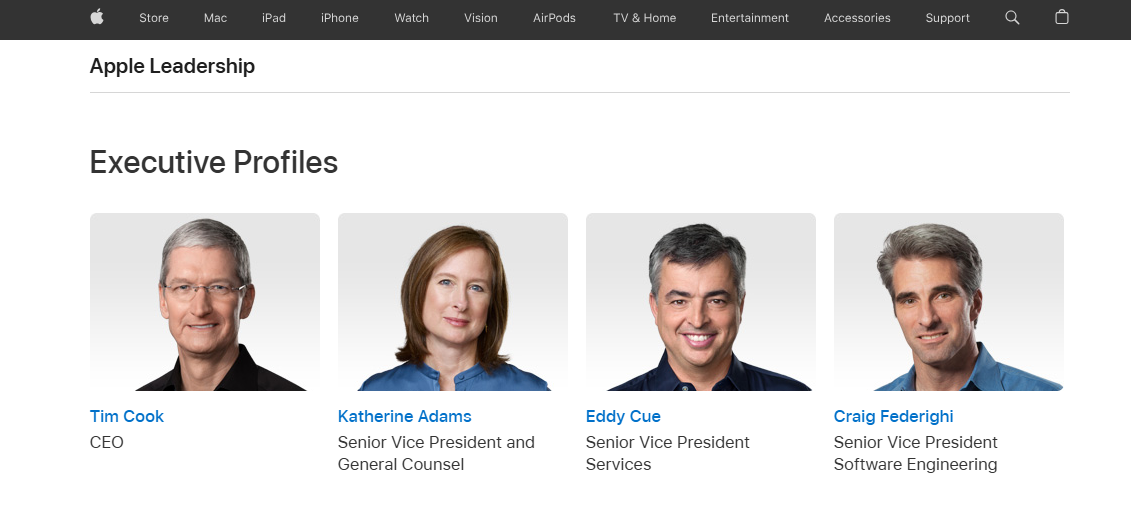 Store Mac iPad iPhone Watch Vision AirPods TV & Home Entertainment Accessories Support
Apple Leadership
Executive Profiles
Tim Cook
CEO
Katherine Adams
Senior Vice President and
General Counsel
Eddy Cue
Senior Vice President
Services
Craig Federighi
Senior Vice President
Software Engineering